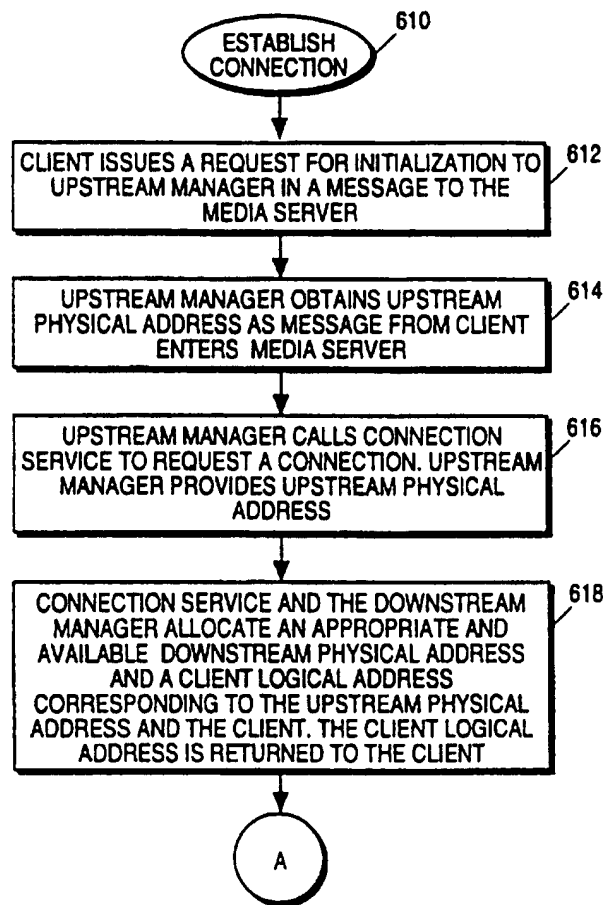 ESTABLISH
CONNECTION
610
CLIENT ISSUES A REQUEST FOR INITIALIZATION TO
UPSTREAM MANAGER IN A MESSAGE TO THE
MEDIA SERVER
612
UPSTREAM MANAGER OBTAINS UPSTREAM
PHYSICAL ADDRESS AS MESSAGE FROM CLIENT
ENTERS MEDIA SERVER
614
UPSTREAM MANAGER CALLS CONNECTION
SERVICE TO REQUEST A CONNECTION. UPSTREAM
MANAGER PROVIDES UPSTREAM PHYSICAL
ADDRESS
616
CONNECTION SERVICE AND THE DOWNSTREAM
MANAGER ALLOCATE AN APPROPRIATE AND
AVAILABLE DOWNSTREAM PHYSICAL ADDRESS
AND A CLIENT LOGICAL ADDRESS
CORRESPONDING TO THE UPSTREAM PHYSICAL
ADDRESS AND THE CLIENT. THE CLIENT LOGICAL
ADDRESS IS RETURNED TO THE CLIENT
618
A